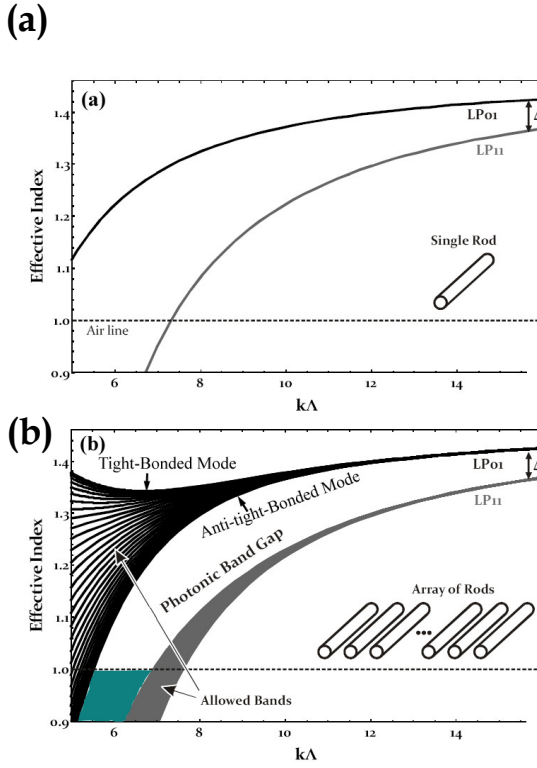 (a)
(a)
1.4
1.3
1.2
1.1
1.0
0.9
Effective Index
LP01
LP11
Δ
Single Rod
Air line
6
8
10
12
14
kΛ
(b)
(b)
Tight-Bonded Mode
Anti-tight-Bonded Mode
Photonic Band Gap
1.4
1.3
1.2
1.1
1.0
0.9
Effective Index
LP01
LP11
Δ
Array of Rods
...
Allowed Bands
6
8
10
12
14
kΛ